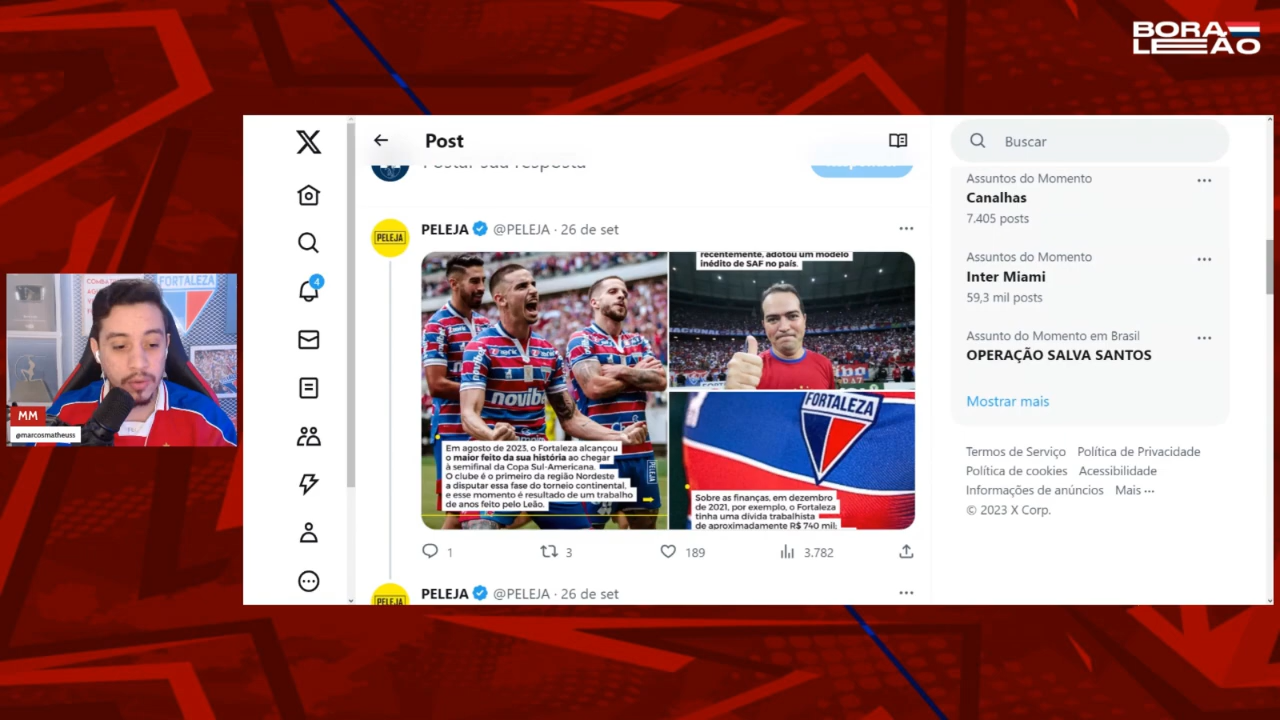 BORA
LEÃO
Post
Buscar
Postar sua resposta
Assuntos do Momento
Canalhas
7.405 posts
PELEJA @PELEJA · 26 de set
PELEJA
recentemente, adotou um modelo
inédito de SAF no país.
Assuntos do Momento
Inter Miami
59,3 mil posts
4
Assunto do Momento em Brasil
OPERAÇÃO SALVA SANTOS
Mostrar mais
FORTALEZA
novibet
FORTALEZA
MM
@marcosmatheuss
Em agosto de 2023, o Fortaleza alcançou
o maior feito da sua história ao chegar
à semifinal da Copa Sul-Americana.
O clube é o primeiro da região Nordeste
a disputar essa fase do torneio continental,
e esse momento é resultado de um trabalho
de anos feito pelo Leão.
PELEJA
Sobre as finanças, em dezembro
de 2021, por exemplo, o Fortaleza
tinha uma dívida trabalhista
de aproximadamente R$ 740 mil;
Termos de Serviço Política de Privacidade
Política de cookies Acessibilidade
Informações de anúncios Mais ···
© 2023 X Corp.
1 3 189 3.782
PELEJA @PELEJA · 26 de set
PELEJA